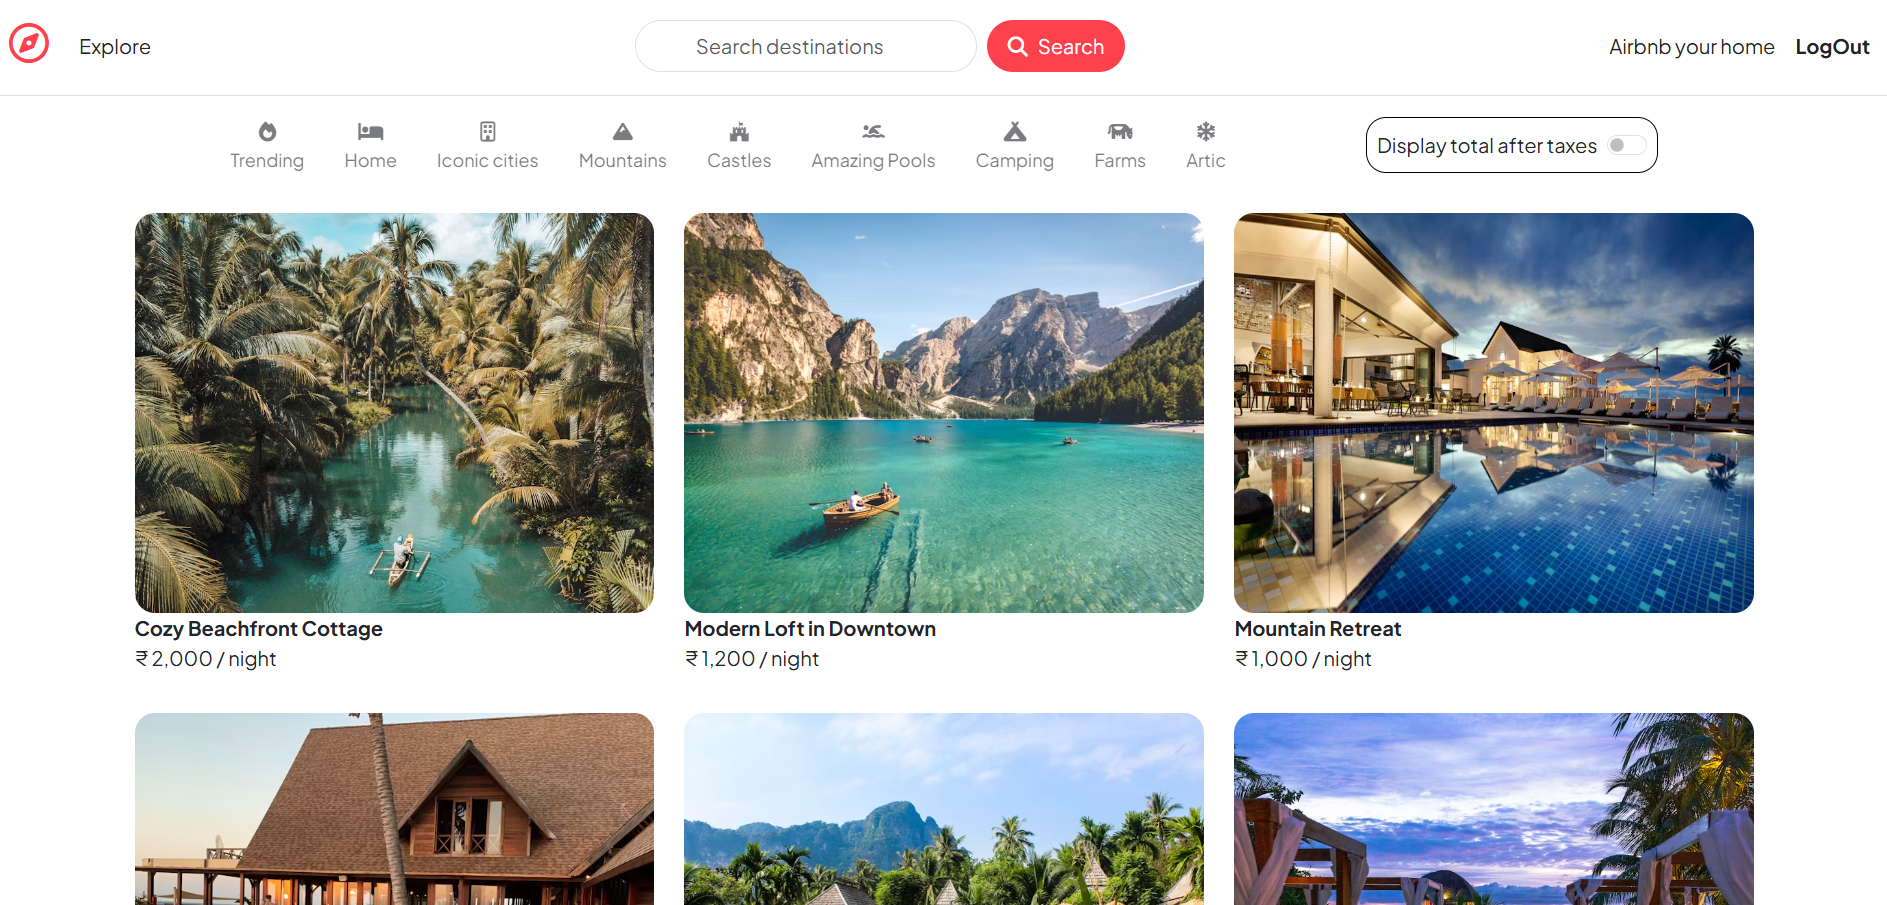 Explore
Search destinations
Search
Airbnb your home
LogOut
Trending
Home
Iconic cities
Mountains
Castles
Amazing Pools
Camping
Farms
Artic
Display total after taxes
Cozy Beachfront Cottage
₹ 2,000 / night
Modern Loft in Downtown
₹ 1,200 / night
Mountain Retreat
₹ 1,000 / night